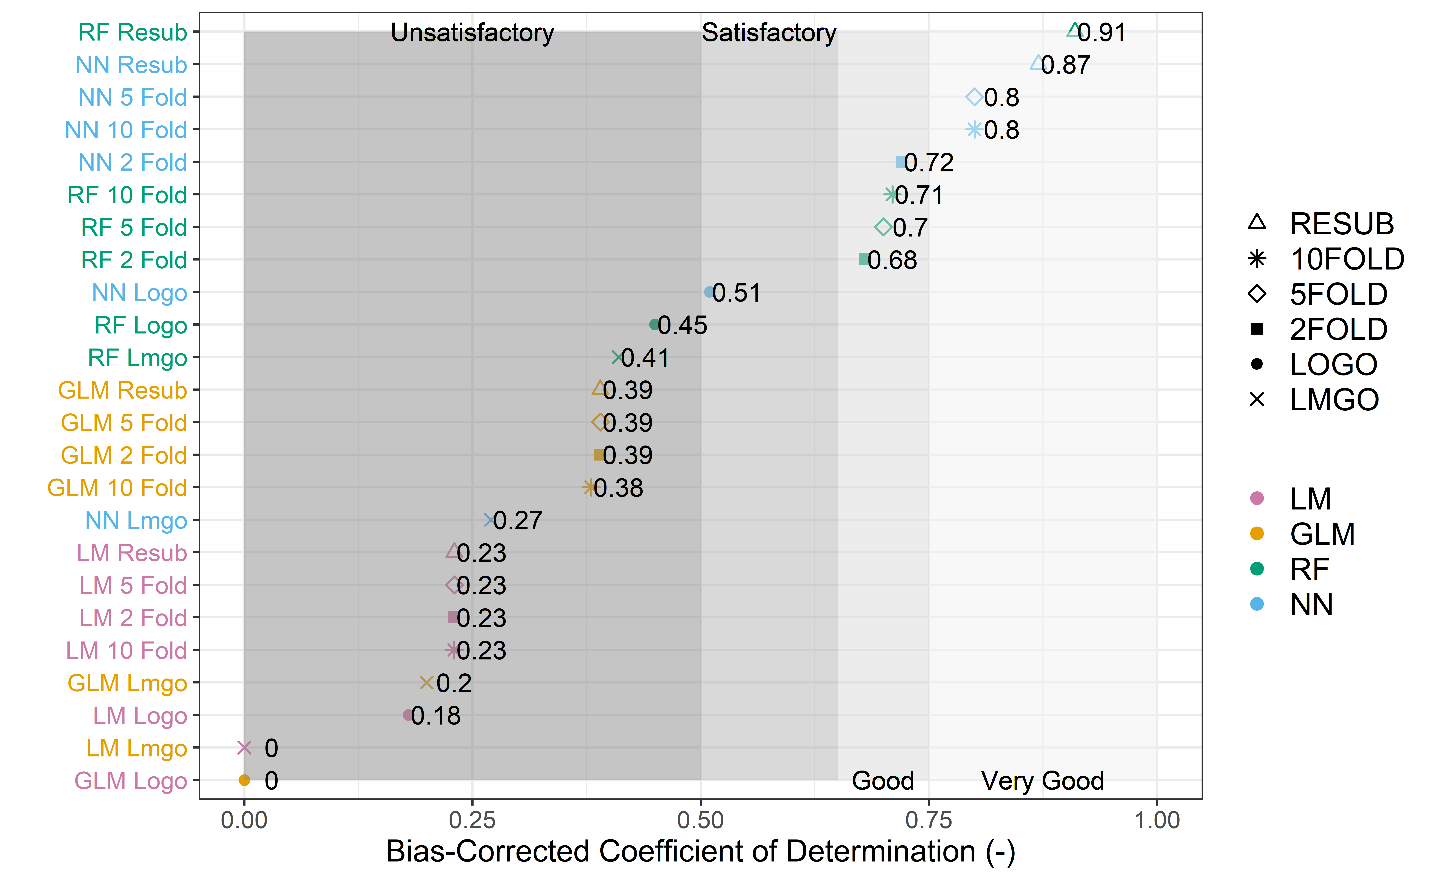 RF Resub Unsatisfactory Satisfactory 0.91
NN Resub 0.87
NN 5 Fold 0.8
NN 10 Fold 0.8
NN 2 Fold 0.72
RF 10 Fold 0.71
RF 5 Fold 0.7
RF 2 Fold 0.68
NN Logo 0.51
RF Logo 0.45
RF Lmgo 0.41
GLM Resub 0.39
GLM 5 Fold 0.39
GLM 2 Fold 0.39
GLM 10 Fold 0.38
NN Lmgo 0.27
LM Resub 0.23
LM 5 Fold 0.23
LM 2 Fold 0.23
LM 10 Fold 0.23
GLM Lmgo 0.2
LM Logo 0.18
LM Lmgo 0
GLM Logo 0 Good Very Good
0.00 0.25 0.50 0.75 1.00
Bias-Corrected Coefficient of Determination (-)
RESUB
10FOLD
5FOLD
2FOLD
LOGO
LMGO
LM
GLM
RF
NN